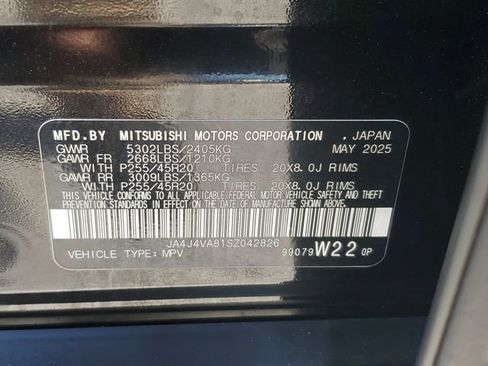 MFD.BY MITSUBISHI MOTORS CORPORATION , JAPAN
GVWR 5302LBS/2405KG MAY 2025
GAWR FR 2668LBS/1210KG
WITH P255/45R20 TIRES, 20X8.0J RIMS
GAWR RR 3009LBS/1365KG
WITH P255/45R20 TIRES, 20X8.0J RIMS
THIS VEHICLE CONFORMS TO ALL APPLICABLE
FEDERAL MOTOR VEHICLE SAFETY AND THEFT
PREVENTION STANDARDS IN EFFECT ON THE DATE OF MANUFACTURE SHOWN ABOVE.
JA4J4VA81SZ042826
VEHICLE TYPE: MPV 99079 W22 0P